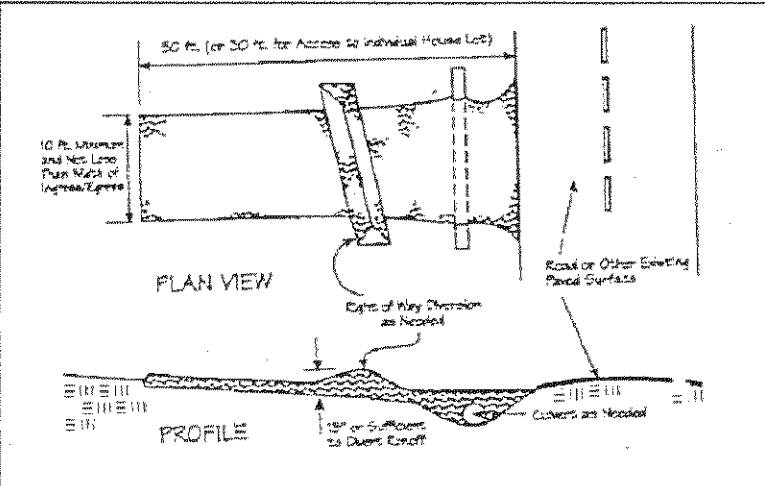 50 ft. (or 30 ft. for Access to Individual House Lot)
10 ft. Minimum
and Not Less
Than Width of
Ingress/Egress
PLAN VIEW
Right of Way Diversion
as Needed
Road or Other Existing
Paved Surface
PROFILE
15" or Sufficient
to Divert Runoff
Culvert as Needed